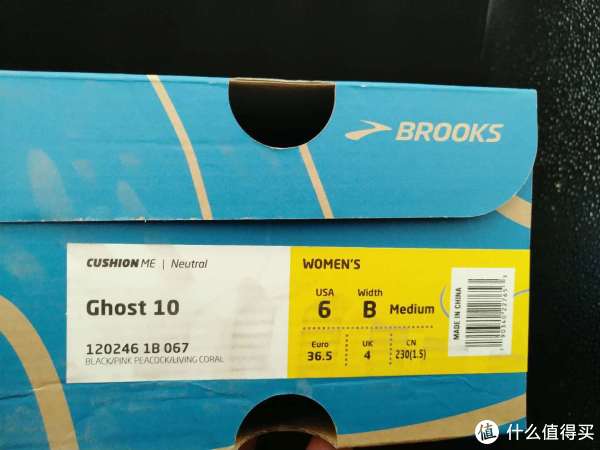 BROOKS
CUSHION ME | Neutral
Ghost 10
120246 1B 067
BLACK/PINK PEACOCK/LIVING CORAL
WOMEN'S
USA Width
6 B Medium
Euro UK CN
36.5 4 230(1.5)
MADE IN CHINA
值 什么值得买